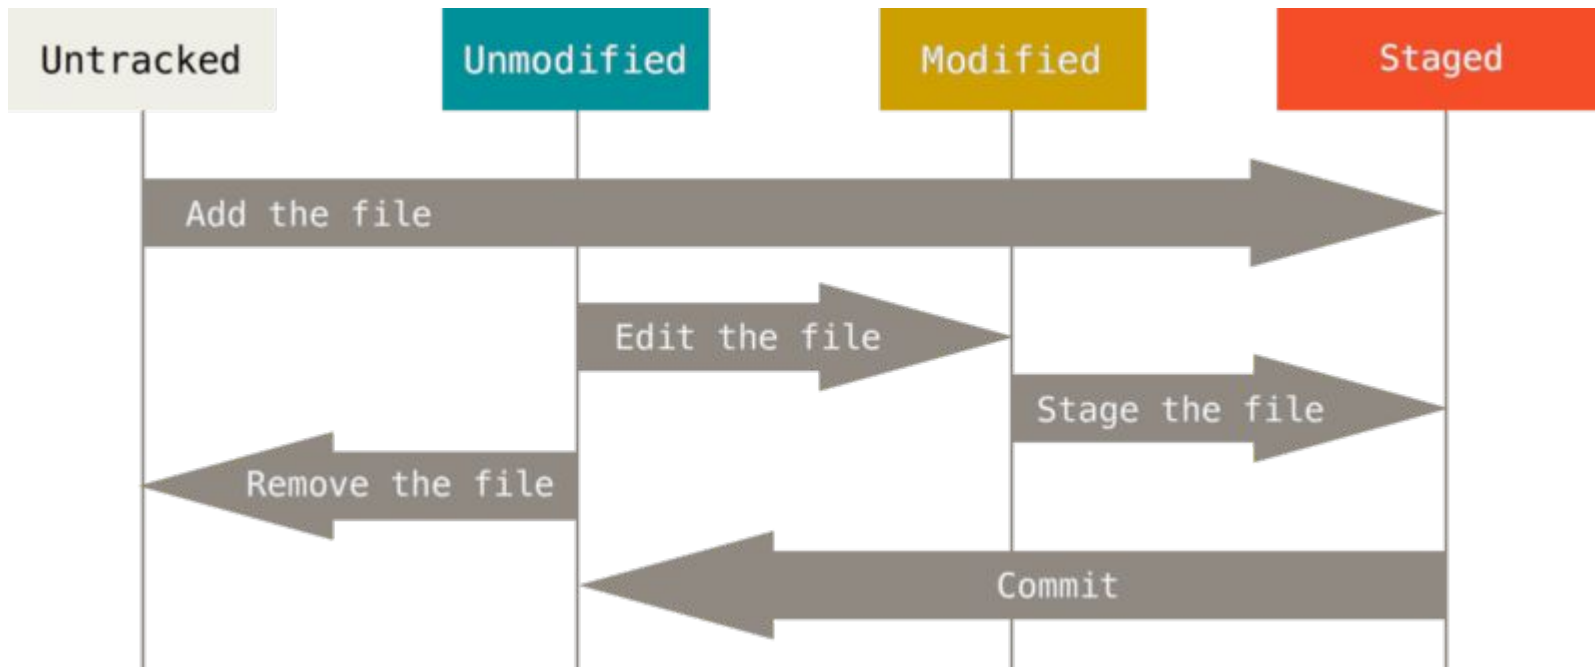 Untracked
Unmodified
Modified
Staged
Add the file
Edit the file
Stage the file
Remove the file
Commit